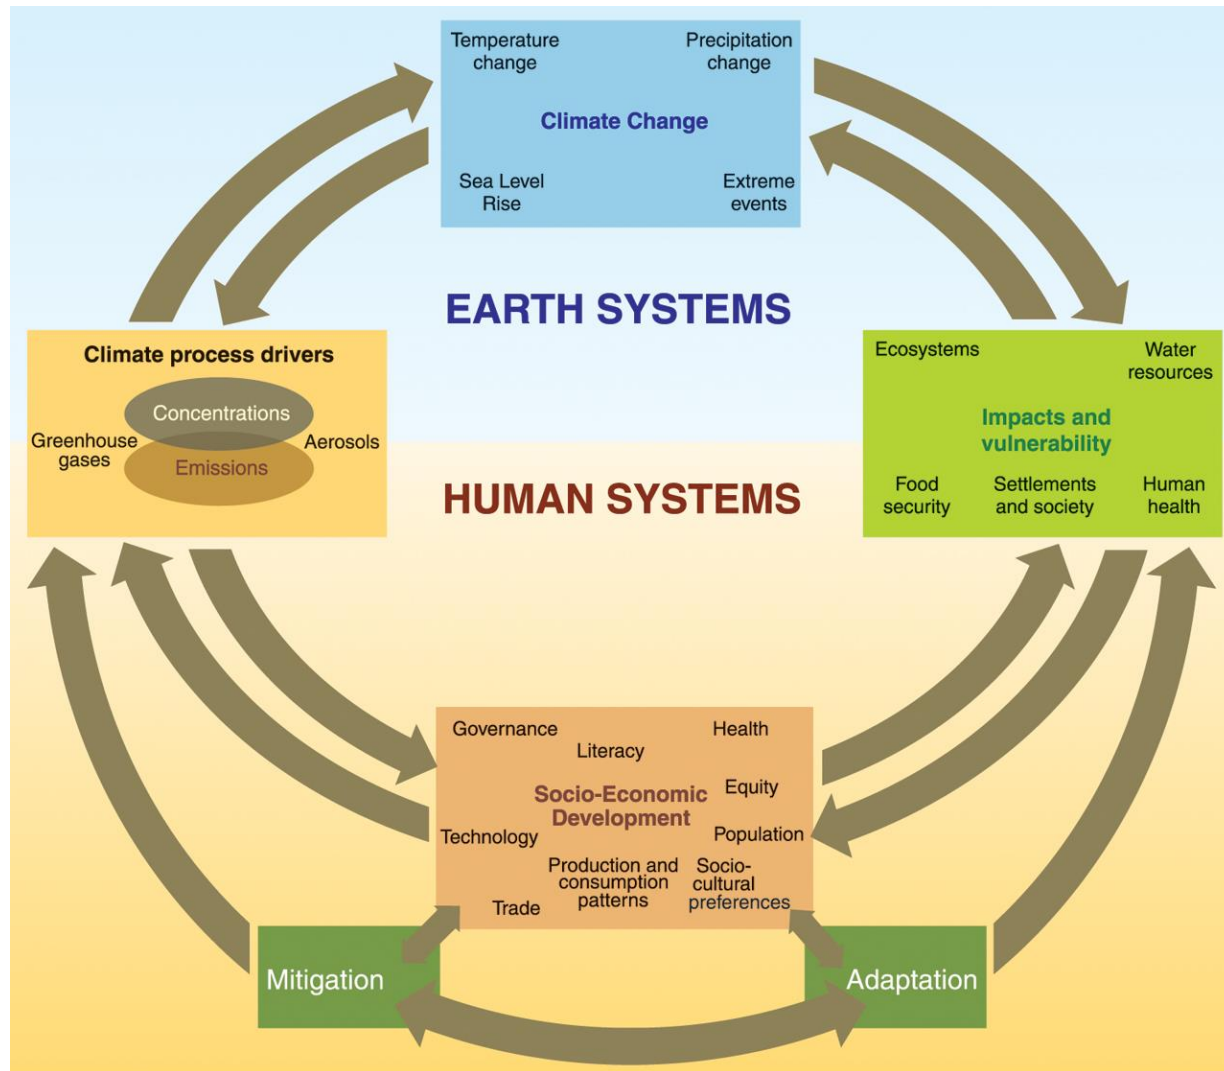 Temperature
change
Precipitation
change
Climate Change
Sea Level
Rise
Extreme
events
EARTH SYSTEMS
Climate process drivers
Concentrations
Greenhouse
gases
Aerosols
Emissions
Ecosystems
Water
resources
Impacts and
vulnerability
Food
security
Settlements
and society
Human
health
HUMAN SYSTEMS
Governance
Literacy
Health
Socio-Economic
Development
Equity
Technology
Population
Production and
consumption
patterns
Socio-
cultural
preferences
Trade
Mitigation
Adaptation